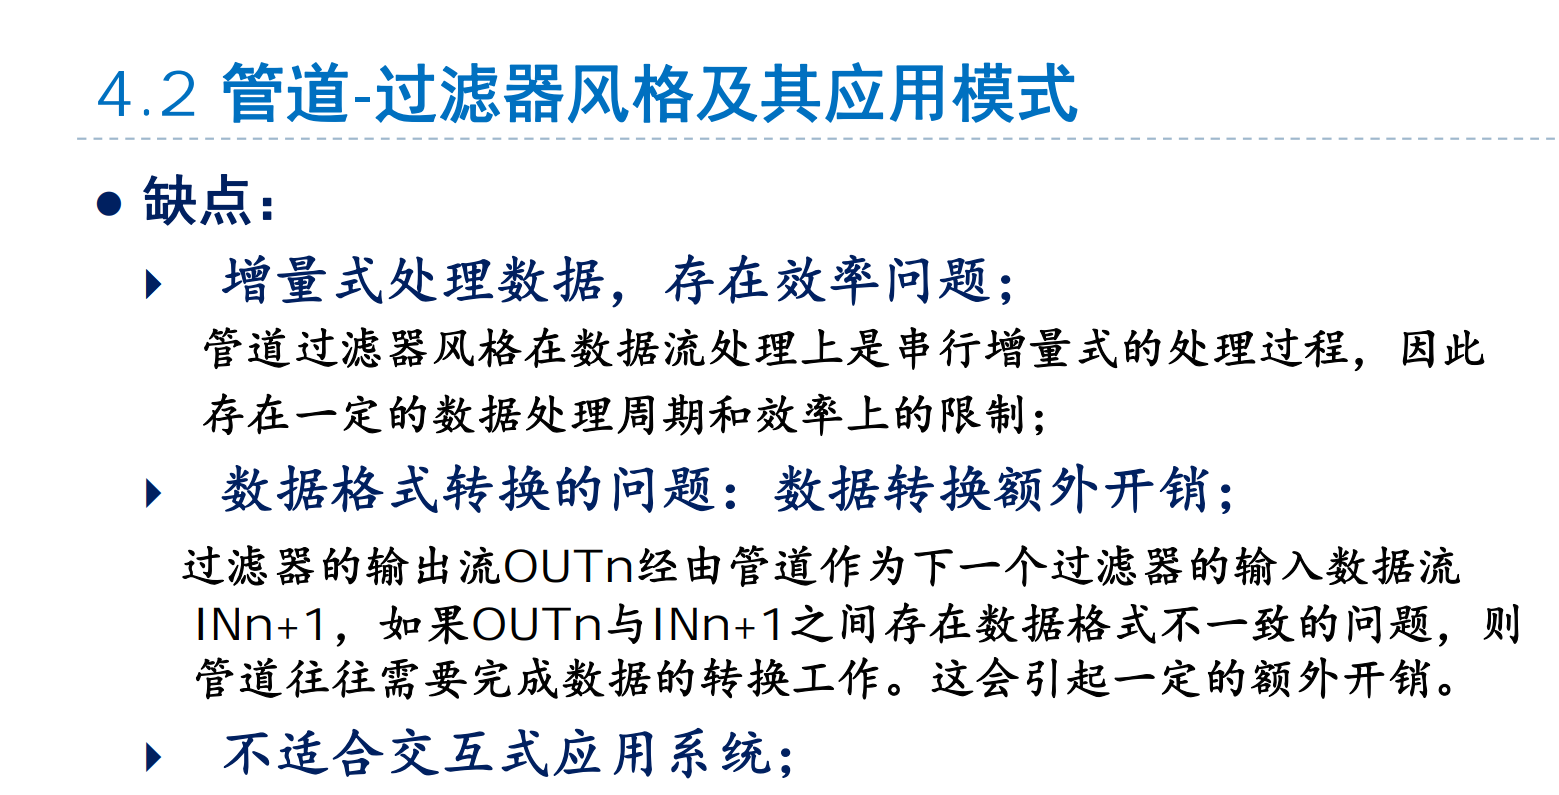 4.2 管道-过滤器风格及其应用模式
缺点：
增量式处理数据，存在效率问题；
管道过滤器风格在数据流处理上是串行增量式的处理过程，因此
存在一定的数据处理周期和效率上的限制；
数据格式转换的问题：数据转换额外开销；
过滤器的输出流OUTn经由管道作为下一个过滤器的输入数据流
INn+1，如果OUTn与INn+1之间存在数据格式不一致的问题，则
管道往往需要完成数据的转换工作。这会引起一定的额外开销。
不适合交互式应用系统；